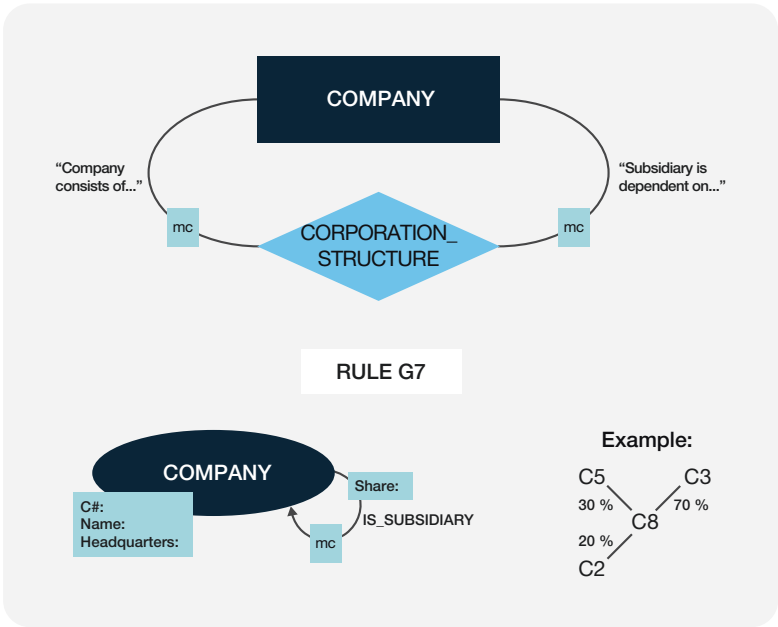 COMPANY
“Company
consists of...”
“Subsidiary is
dependent on...”
mc
mc
CORPORATION_
STRUCTURE
RULE G7
COMPANY
Share:
C#:
Name:
Headquarters:
IS_SUBSIDIARY
mc
Example:
C5
C3
30 %
70 %
C8
20 %
C2